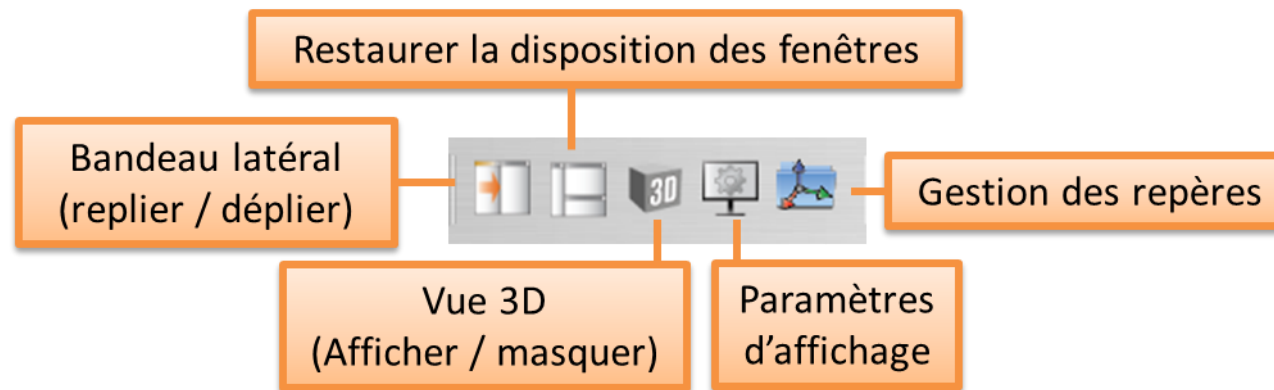 Restaurer la disposition des fenêtres
Bandeau latéral
(replier / déplier)
3D
Gestion des repères
Vue 3D
(Afficher / masquer)
Paramètres
d’affichage